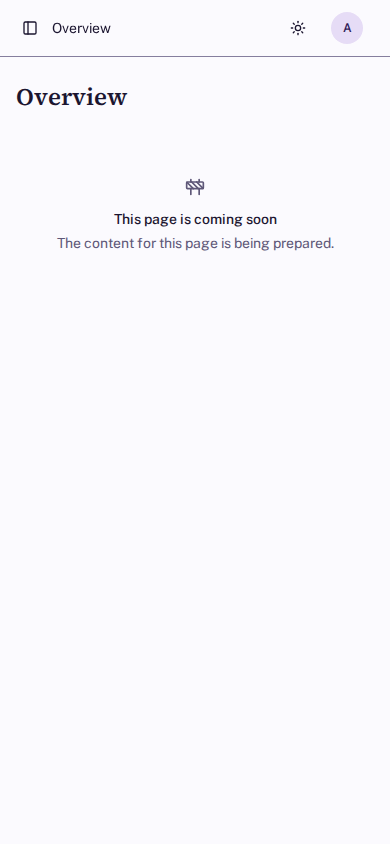 Overview
A
Overview
This page is coming soon
The content for this page is being prepared.